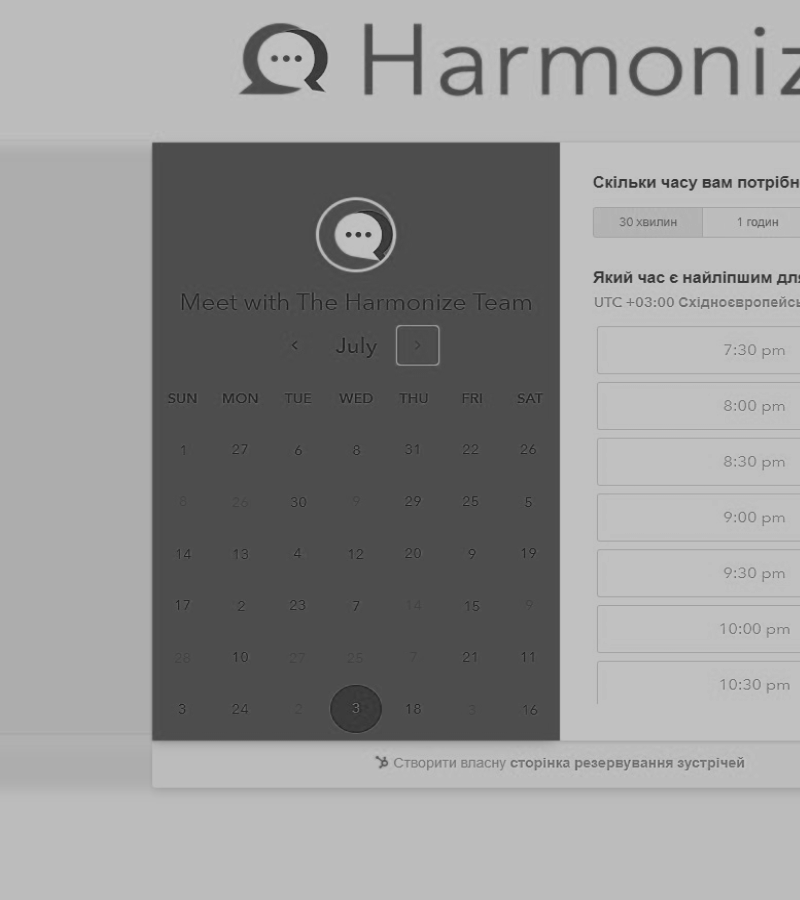 Harmoniz
Meet with The Harmonize Team
July
SUN MON TUE WED THU FRI SAT
1 27 6 8 31 22 26
26 30 9 29 25 5
14 13 4 12 20 9 19
17 2 23 7 14 15 9
28 10 27 25 7 21 11
3 24 2 3 18 3 16
Скільки часу вам потрібн
30 хвилин 1 годин
Який час є найліпшим для
UTC +03:00 Східноєвропейсь
7:30 pm
8:00 pm
8:30 pm
9:00 pm
9:30 pm
10:00 pm
10:30 pm
Створити власну сторінка резервування зустрічей